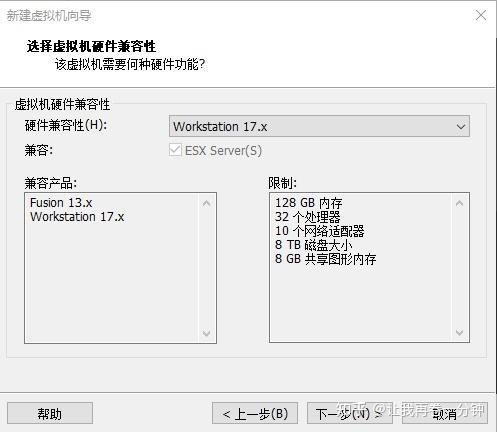 新建虚拟机向导
选择虚拟机硬件兼容性
该虚拟机需要何种硬件功能?
虚拟机硬件兼容性
硬件兼容性(H):
Workstation 17.x
兼容:
ESX Server(S)
兼容产品:
Fusion 13.x
Workstation 17.x
限制:
128 GB 内存
32 个处理器
10 个网络适配器
8 TB 磁盘大小
8 GB 共享图形内存
帮助
< 上一步(B)
下一步(N) >
取消
知乎 @让我再卷一分钟